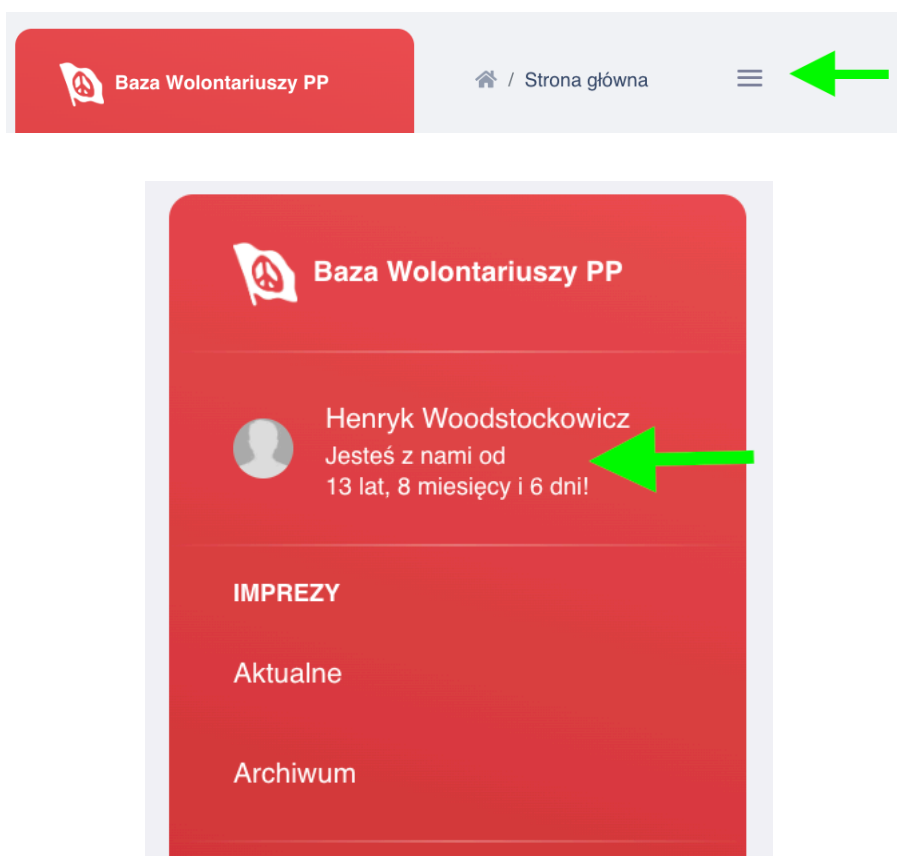 Baza Wolontariuszy PP
/ Strona główna
Baza Wolontariuszy PP
Henryk Woodstockowicz
Jesteś z nami od
13 lat, 8 miesięcy i 6 dni!
IMPREZY
Aktualne
Archiwum